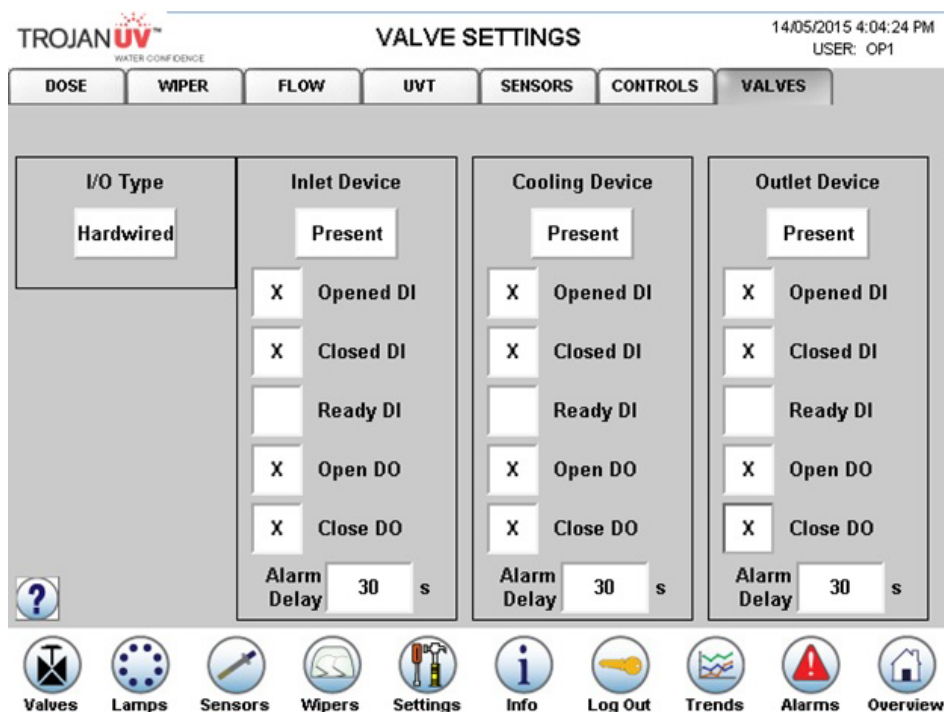 TROJANUV™
WATER CONFIDENCE
VALVE SETTINGS
14/05/2015 4:04:24 PM
USER: OP1
DOSE WIPER FLOW UVT SENSORS CONTROLS VALVES
I/O Type
Hardwired
Inlet Device
Present
X Opened DI
X Closed DI
Ready DI
X Open DO
X Close DO
Alarm
Delay 30 s
Cooling Device
Present
X Opened DI
X Closed DI
Ready DI
X Open DO
X Close DO
Alarm
Delay 30 s
Outlet Device
Present
X Opened DI
X Closed DI
Ready DI
X Open DO
X Close DO
Alarm
Delay 30 s
?
Valves Lamps Sensors Wipers Settings Info Log Out Trends Alarms Overview